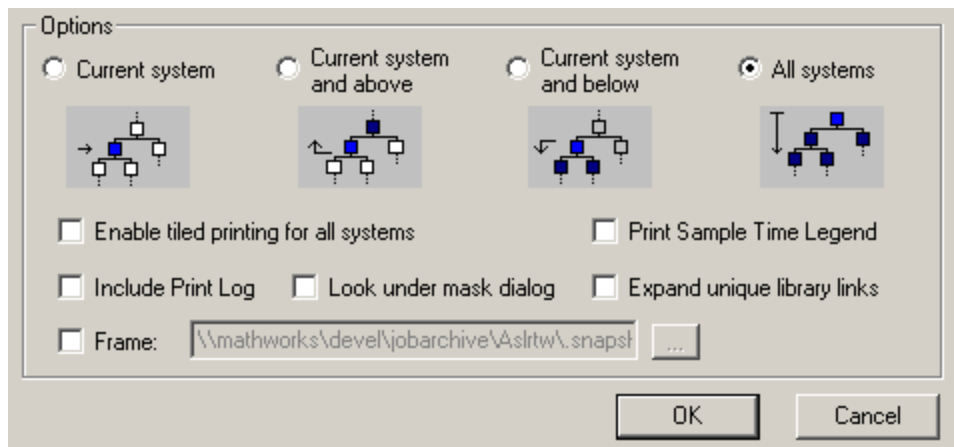 Options
Current system
Current system
and above
Current system
and below
All systems
Enable tiled printing for all systems
Print Sample Time Legend
Include Print Log
Look under mask dialog
Expand unique library links
Frame:
\\mathworks\devel\jobarchive\Aslrtw\.snapsh
...
OK
Cancel